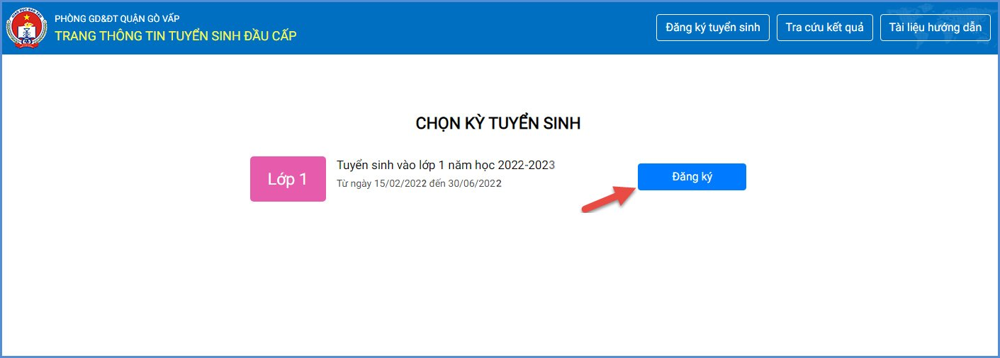 PHÒNG GD&ĐT QUẬN GÒ VẤP
TRANG THÔNG TIN TUYỂN SINH ĐẦU CẤP
Đăng ký tuyển sinh
Tra cứu kết quả
Tài liệu hướng dẫn
CHỌN KỲ TUYỂN SINH
Lớp 1
Tuyển sinh vào lớp 1 năm học 2022-2023
Từ ngày 15/02/2022 đến 30/06/2022
Đăng ký